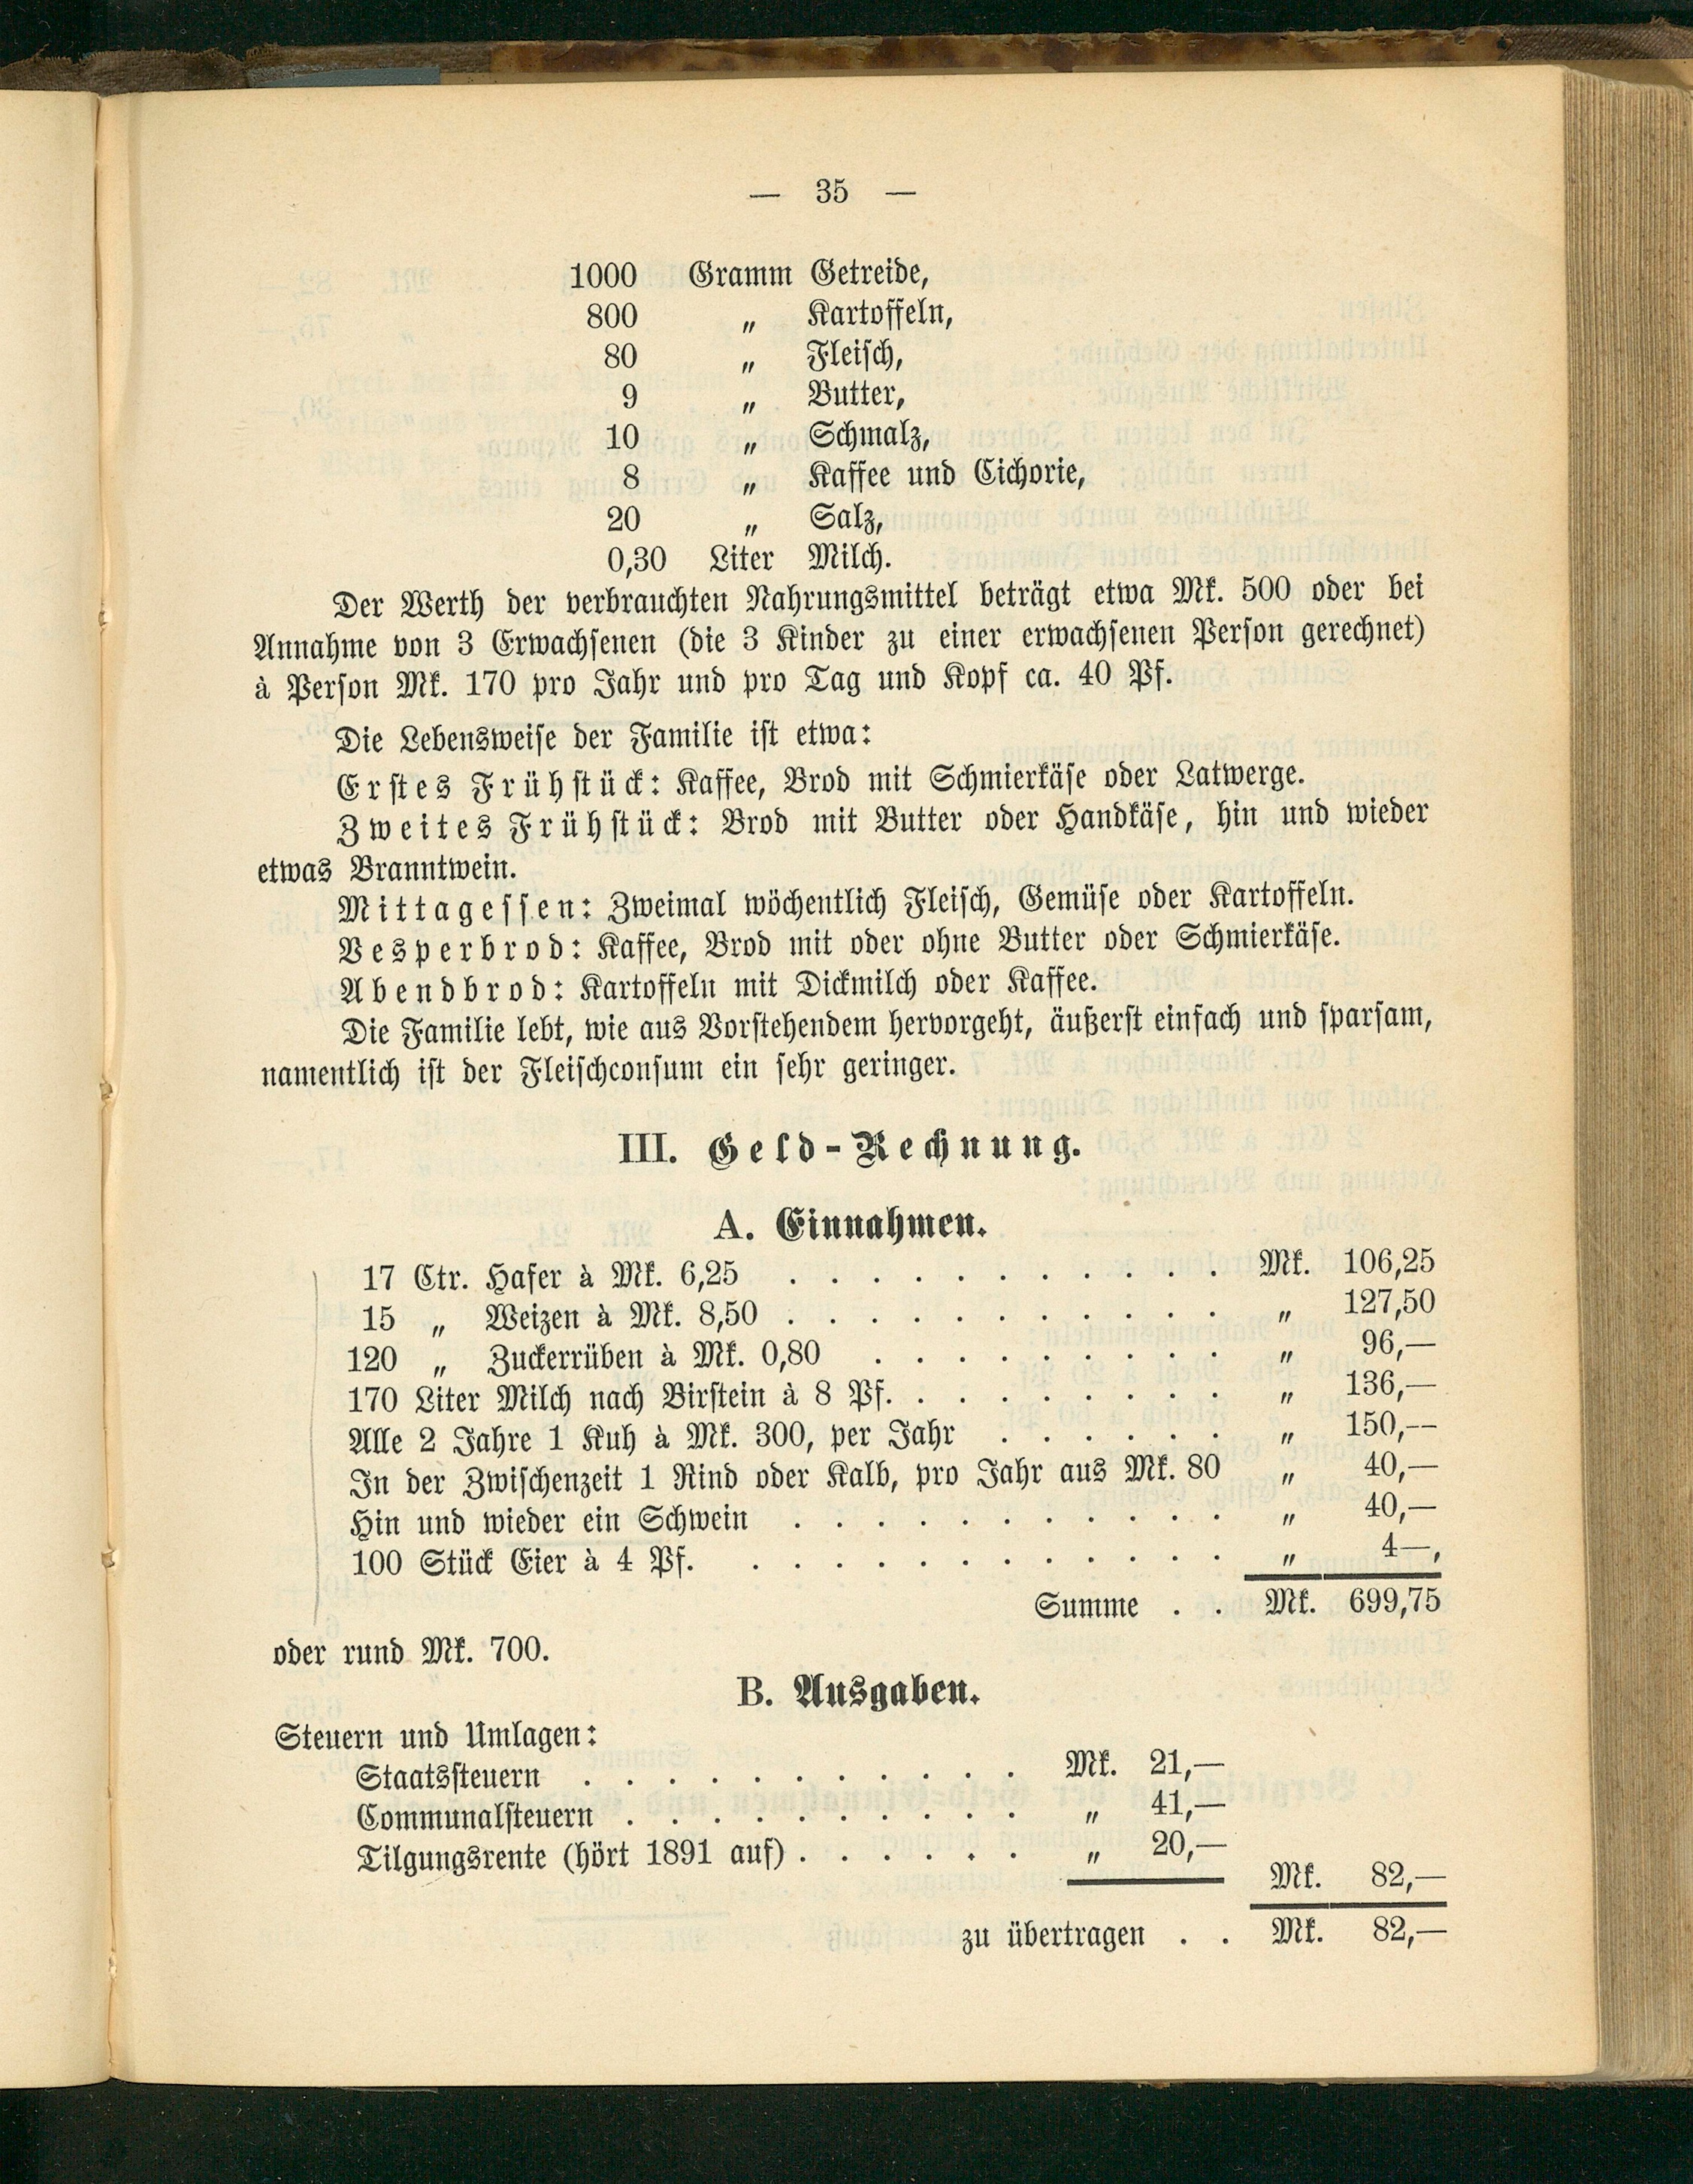 — 35 —
1000 Gramm Getreide,
800 „ Kartoffeln,
80 „ Fleisch,
9 „ Butter,
10 „ Schmalz,
8 „ Kaffee und Cichorie,
20 „ Salz,
0,30 Liter Milch.
Der Werth der verbrauchten Nahrungsmittel beträgt etwa Mk. 500 oder bei
Annahme von 3 Erwachsenen (die 3 Kinder zu einer erwachsenen Person gerechnet)
à Person Mk. 170 pro Jahr und pro Tag und Kopf ca. 40 Pf.
Die Lebensweise der Familie ist etwa:
Erstes Frühstück: Kaffee, Brod mit Schmierkäse oder Latwerge.
Zweites Frühstück: Brod mit Butter oder Handkäse, hin und wieder
etwas Branntwein.
Mittagessen: Zweimal wöchentlich Fleisch, Gemüse oder Kartoffeln.
Vesperbrod: Kaffee, Brod mit oder ohne Butter oder Schmierkäse.
Abendbrod: Kartoffeln mit Dickmilch oder Kaffee.
Die Familie lebt, wie aus Vorstehendem hervorgeht, äußerst einfach und sparsam,
namentlich ist der Fleischconsum ein sehr geringer.
III. Geld-Rechnung.
A. Einnahmen.
17 Ctr. Hafer à Mk. 6,25 . . . . . . . . . . . Mk. 106,25
15 „ Weizen à Mk. 8,50 . . . . . . . . . . . „ 127,50
120 „ Zuckerrüben à Mk. 0,80 . . . . . . . . . „ 96,—
170 Liter Milch nach Birstein à 8 Pf. . . . . . . . . „ 136,—
Alle 2 Jahre 1 Kuh à Mk. 300, per Jahr . . . . . . „ 150,—
In der Zwischenzeit 1 Rind oder Kalb, pro Jahr aus Mk. 80 „ 40,—
Hin und wieder ein Schwein . . . . . . . . . . . „ 40,—
100 Stück Eier à 4 Pf. . . . . . . . . . . . . „ 4—,
Summe . . Mk. 699,75
oder rund Mk. 700.
B. Ausgaben.
Steuern und Umlagen:
Staatssteuern . . . . . . . . . . . Mk. 21,—
Communalsteuern . . . . . . . . . . „ 41,—
Tilgungsrente (hört 1891 auf) . . . . . . „ 20,—
Mk. 82,—
zu übertragen . . Mk. 82,—